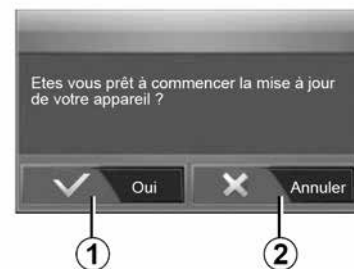 Etes vous prêt à commencer la mise à jour
de votre appareil ?
Oui
Annuler
1
2